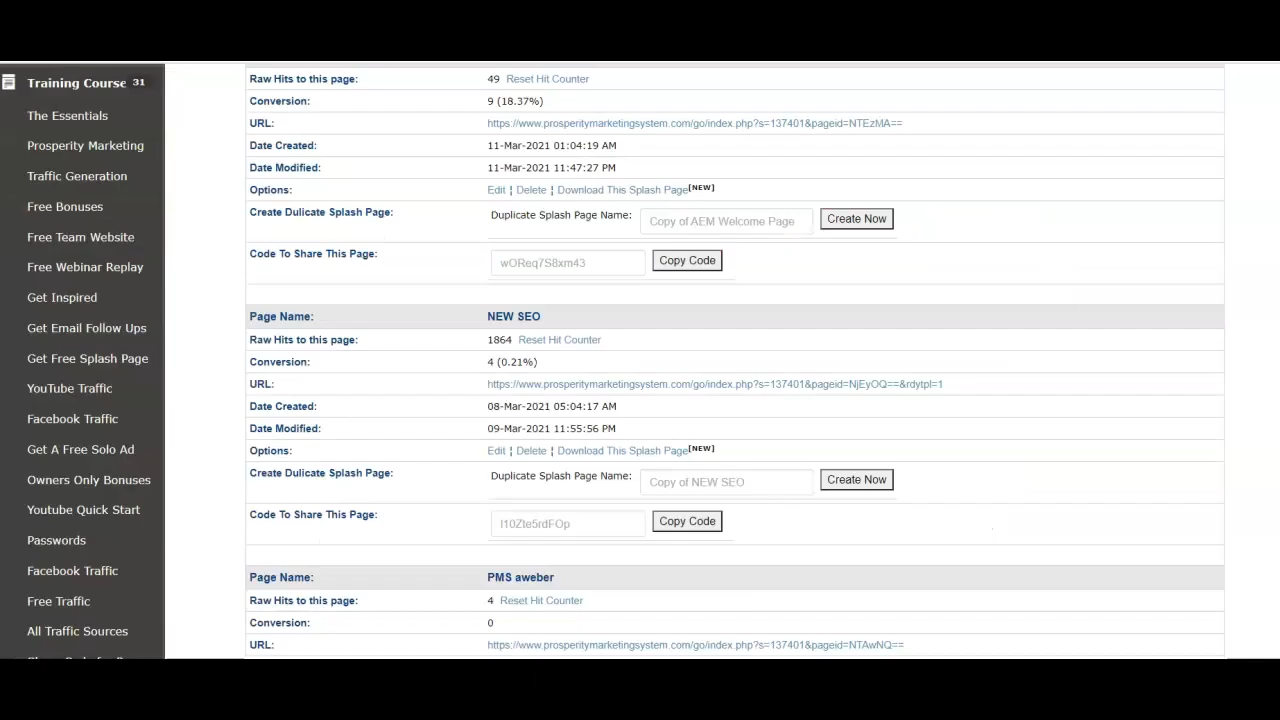 Training Course 31
The Essentials
Prosperity Marketing
Traffic Generation
Free Bonuses
Free Team Website
Free Webinar Replay
Get Inspired
Get Email Follow Ups
Get Free Splash Page
YouTube Traffic
Facebook Traffic
Get A Free Solo Ad
Owners Only Bonuses
Youtube Quick Start
Passwords
Facebook Traffic
Free Traffic
All Traffic Sources
Raw Hits to this page: 49 Reset Hit Counter
Conversion: 9 (18.37%)
URL: https://www.prosperitymarketingsystem.com/go/index.php?s=137401&pageid=NTEzMA==
Date Created: 11-Mar-2021 01:04:19 AM
Date Modified: 11-Mar-2021 11:47:27 PM
Options: Edit ¦ Delete ¦ Download This Splash Page[NEW]
Create Dulicate Splash Page: Duplicate Splash Page Name: Copy of AEM Welcome Page Create Now
Code To Share This Page: wOReq7S8xm43 Copy Code
Page Name: NEW SEO
Raw Hits to this page: 1864 Reset Hit Counter
Conversion: 4 (0.21%)
URL: https://www.prosperitymarketingsystem.com/go/index.php?s=137401&pageid=NjEyOQ==&rdytpl=1
Date Created: 08-Mar-2021 05:04:17 AM
Date Modified: 09-Mar-2021 11:55:56 PM
Options: Edit ¦ Delete ¦ Download This Splash Page[NEW]
Create Dulicate Splash Page: Duplicate Splash Page Name: Copy of NEW SEO Create Now
Code To Share This Page: l10Zte5rdFOp Copy Code
Page Name: PMS aweber
Raw Hits to this page: 4 Reset Hit Counter
Conversion: 0
URL: https://www.prosperitymarketingsystem.com/go/index.php?s=137401&pageid=NTAwNQ==